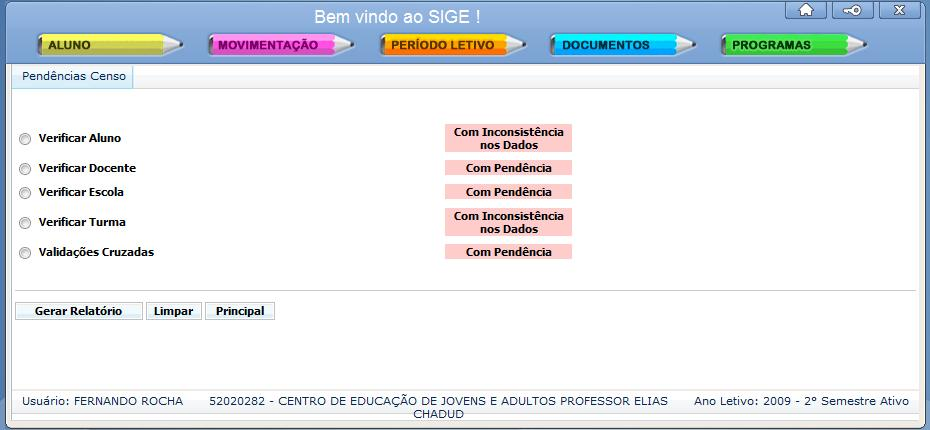 Bem vindo ao SIGE !
ALUNO
MOVIMENTAÇÃO
PERÍODO LETIVO
DOCUMENTOS
PROGRAMAS
Pendências Censo
Verificar Aluno
Com Inconsistência
nos Dados
Verificar Docente
Com Pendência
Verificar Escola
Com Pendência
Verificar Turma
Com Inconsistência
nos Dados
Validações Cruzadas
Com Pendência
Gerar Relatório
Limpar
Principal
Usuário: FERNANDO ROCHA
52020282 - CENTRO DE EDUCAÇÃO DE JOVENS E ADULTOS PROFESSOR ELIAS
CHADUD
Ano Letivo: 2009 - 2° Semestre Ativo